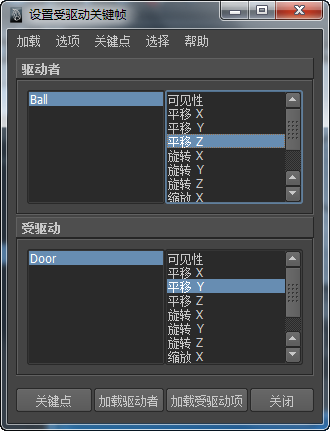 设置受驱动关键帧
加载 选项 关键点 选择 帮助
驱动者
Ball
可见性
平移 X
平移 Y
平移 Z
旋转 X
旋转 Y
旋转 Z
缩放 X
受驱动
Door
可见性
平移 X
平移 Y
平移 Z
旋转 X
旋转 Y
旋转 Z
缩放 X
关键点 加载驱动者 加载受驱动项 关闭